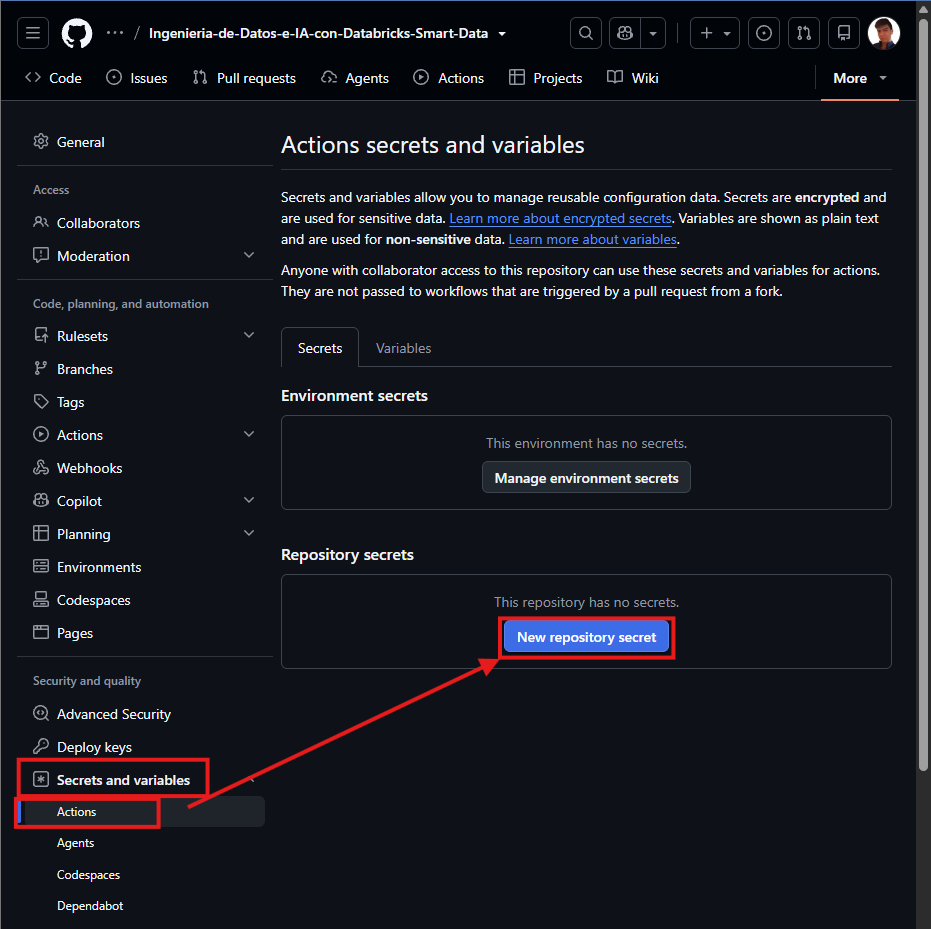 ··· / Ingenieria-de-Datos-e-IA-con-Databricks-Smart-Data
Code Issues Pull requests Agents Actions Projects Wiki More
General
Access
Collaborators
Moderation
Code, planning, and automation
Rulesets
Branches
Tags
Actions
Webhooks
Copilot
Planning
Environments
Codespaces
Pages
Security and quality
Advanced Security
Deploy keys
Secrets and variables
Actions
Agents
Codespaces
Dependabot
Actions secrets and variables
Secrets and variables allow you to manage reusable configuration data. Secrets are encrypted and
are used for sensitive data. Learn more about encrypted secrets. Variables are shown as plain text
and are used for non-sensitive data. Learn more about variables.
Anyone with collaborator access to this repository can use these secrets and variables for actions.
They are not passed to workflows that are triggered by a pull request from a fork.
Secrets Variables
Environment secrets
This environment has no secrets.
Manage environment secrets
Repository secrets
This repository has no secrets.
New repository secret